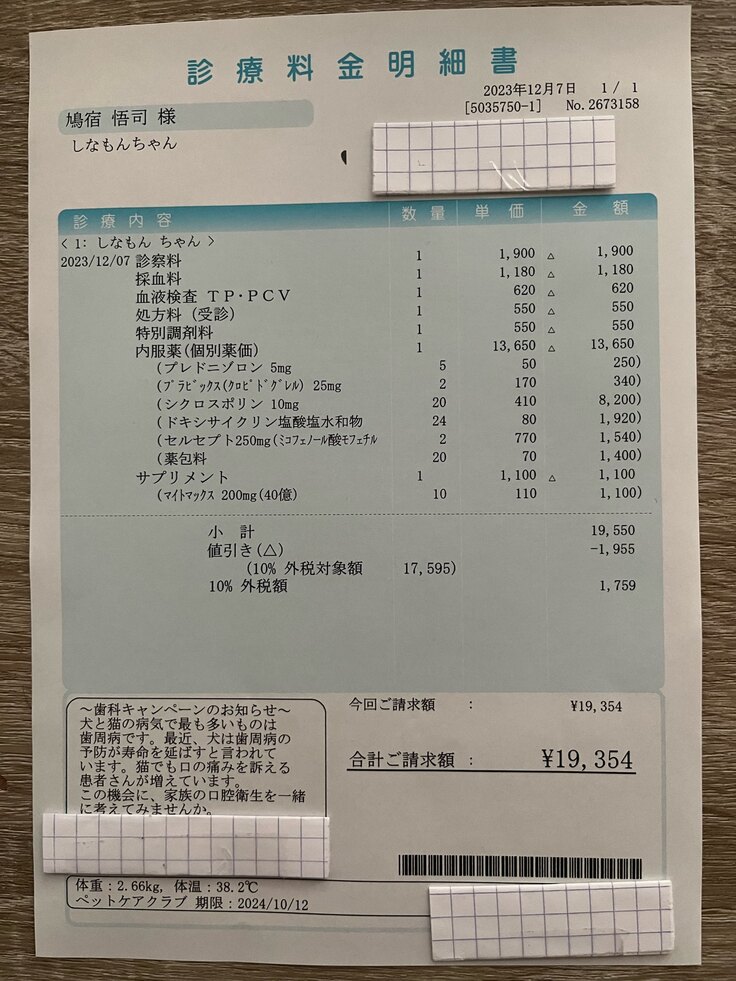 診療料金明細書
2023年12月7日 1 / 1
[5035750-1] No.2673158
鳩宿 悟司 様
しなもんちゃん
診療内容 数量 単価 金額
< 1: しなもん ちゃん >
2023/12/07 診察料 1 1,900 △ 1,900
採血料 1 1,180 △ 1,180
血液検査 TP・PCV 1 620 △ 620
処方料 (受診) 1 550 △ 550
特別調剤料 1 550 △ 550
内服薬(個別薬価) 1 13,650 △ 13,650
(プレドニゾロン 5mg 5 50 250)
(プラビックス(クロピドグレル) 25mg 2 170 340)
(シクロスポリン 10mg 20 410 8,200)
(ドキシサイクリン塩酸塩水和物 24 80 1,920)
(セルセプト250mg(ミコフェノール酸モフェチル 2 770 1,540)
(薬包料 20 70 1,400)
サプリメント 1 1,100 △ 1,100
(マイトマックス 200mg(40億) 10 110 1,100)
小 計 19,550
値引き(△) -1,955
(10% 外税対象額 17,595)
10% 外税額 1,759
今回ご請求額 : ¥19,354
合計ご請求額 : ¥19,354
~歯科キャンペーンのお知らせ~
犬と猫の病気で最も多いものは
歯周病です。最近、犬は歯周病の
予防が寿命を延ばすと言われて
います。猫でも口の痛みを訴える
患者さんが増えています。
この機会に、家族の口腔衛生を一緒
に考えてみませんか。
体重:2.66kg, 体温:38.2℃
ペットケアクラブ 期限:2024/10/12